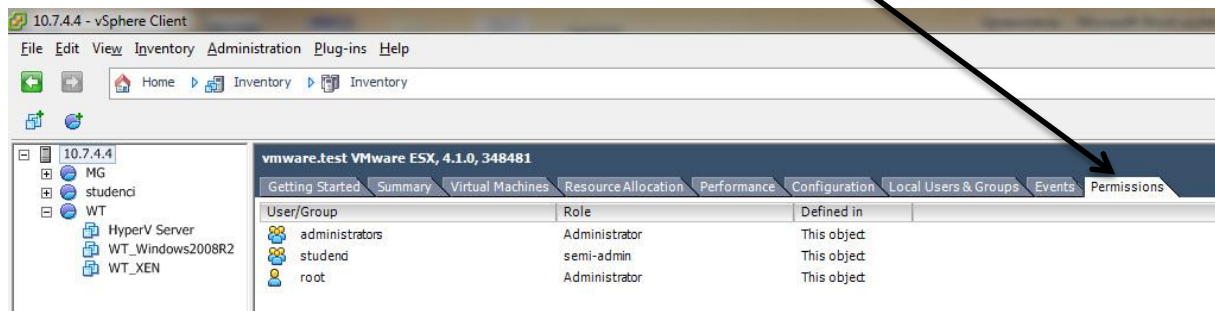 10.7.4.4 - vSphere Client
File Edit View Inventory Administration Plug-ins Help
Home Inventory Inventory
10.7.4.4
MG
studenci
WT
HyperV Server
WT_Windows2008R2
WT_XEN
vmware.test VMware ESX, 4.1.0, 348481
Getting Started Summary Virtual Machines Resource Allocation Performance Configuration Local Users & Groups Events Permissions
User/Group Role Defined in
administrators Administrator This object
studenci semi-admin This object
root Administrator This object